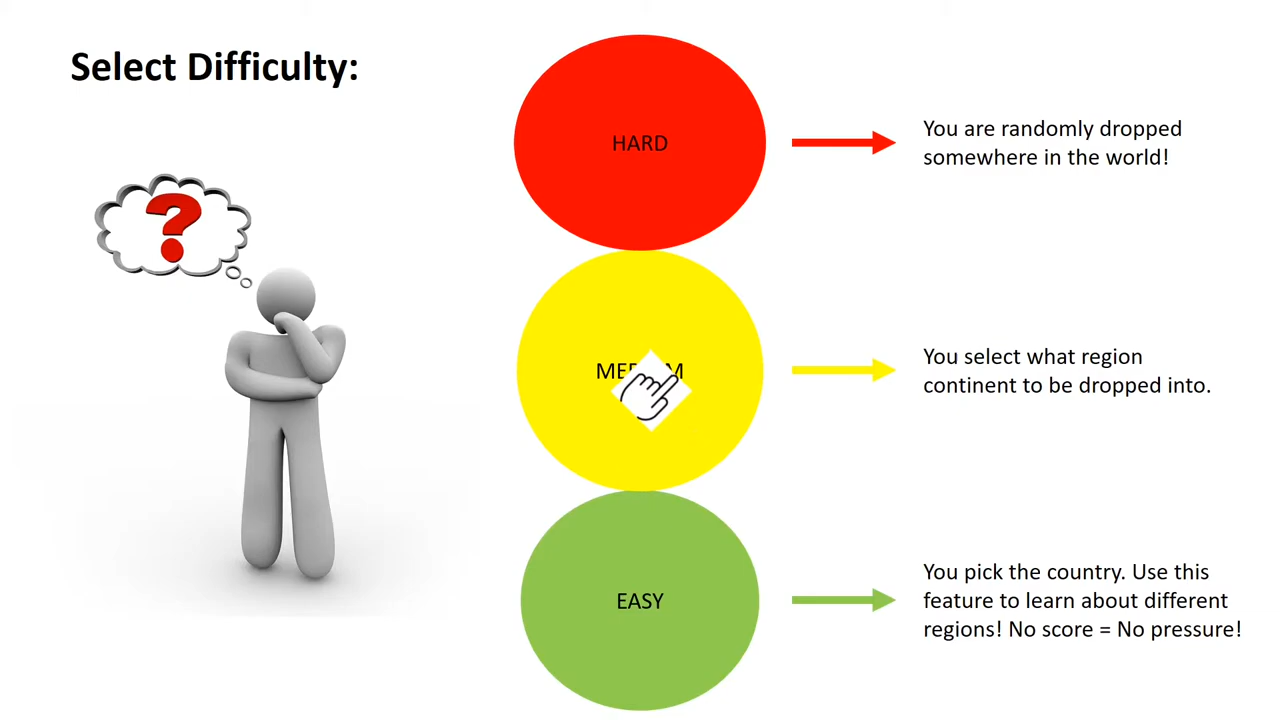 Select Difficulty:
?
HARD
You are randomly dropped
somewhere in the world!
You select what region
continent to be dropped into.
EASY
You pick the country. Use this
feature to learn about different
regions! No score = No pressure!